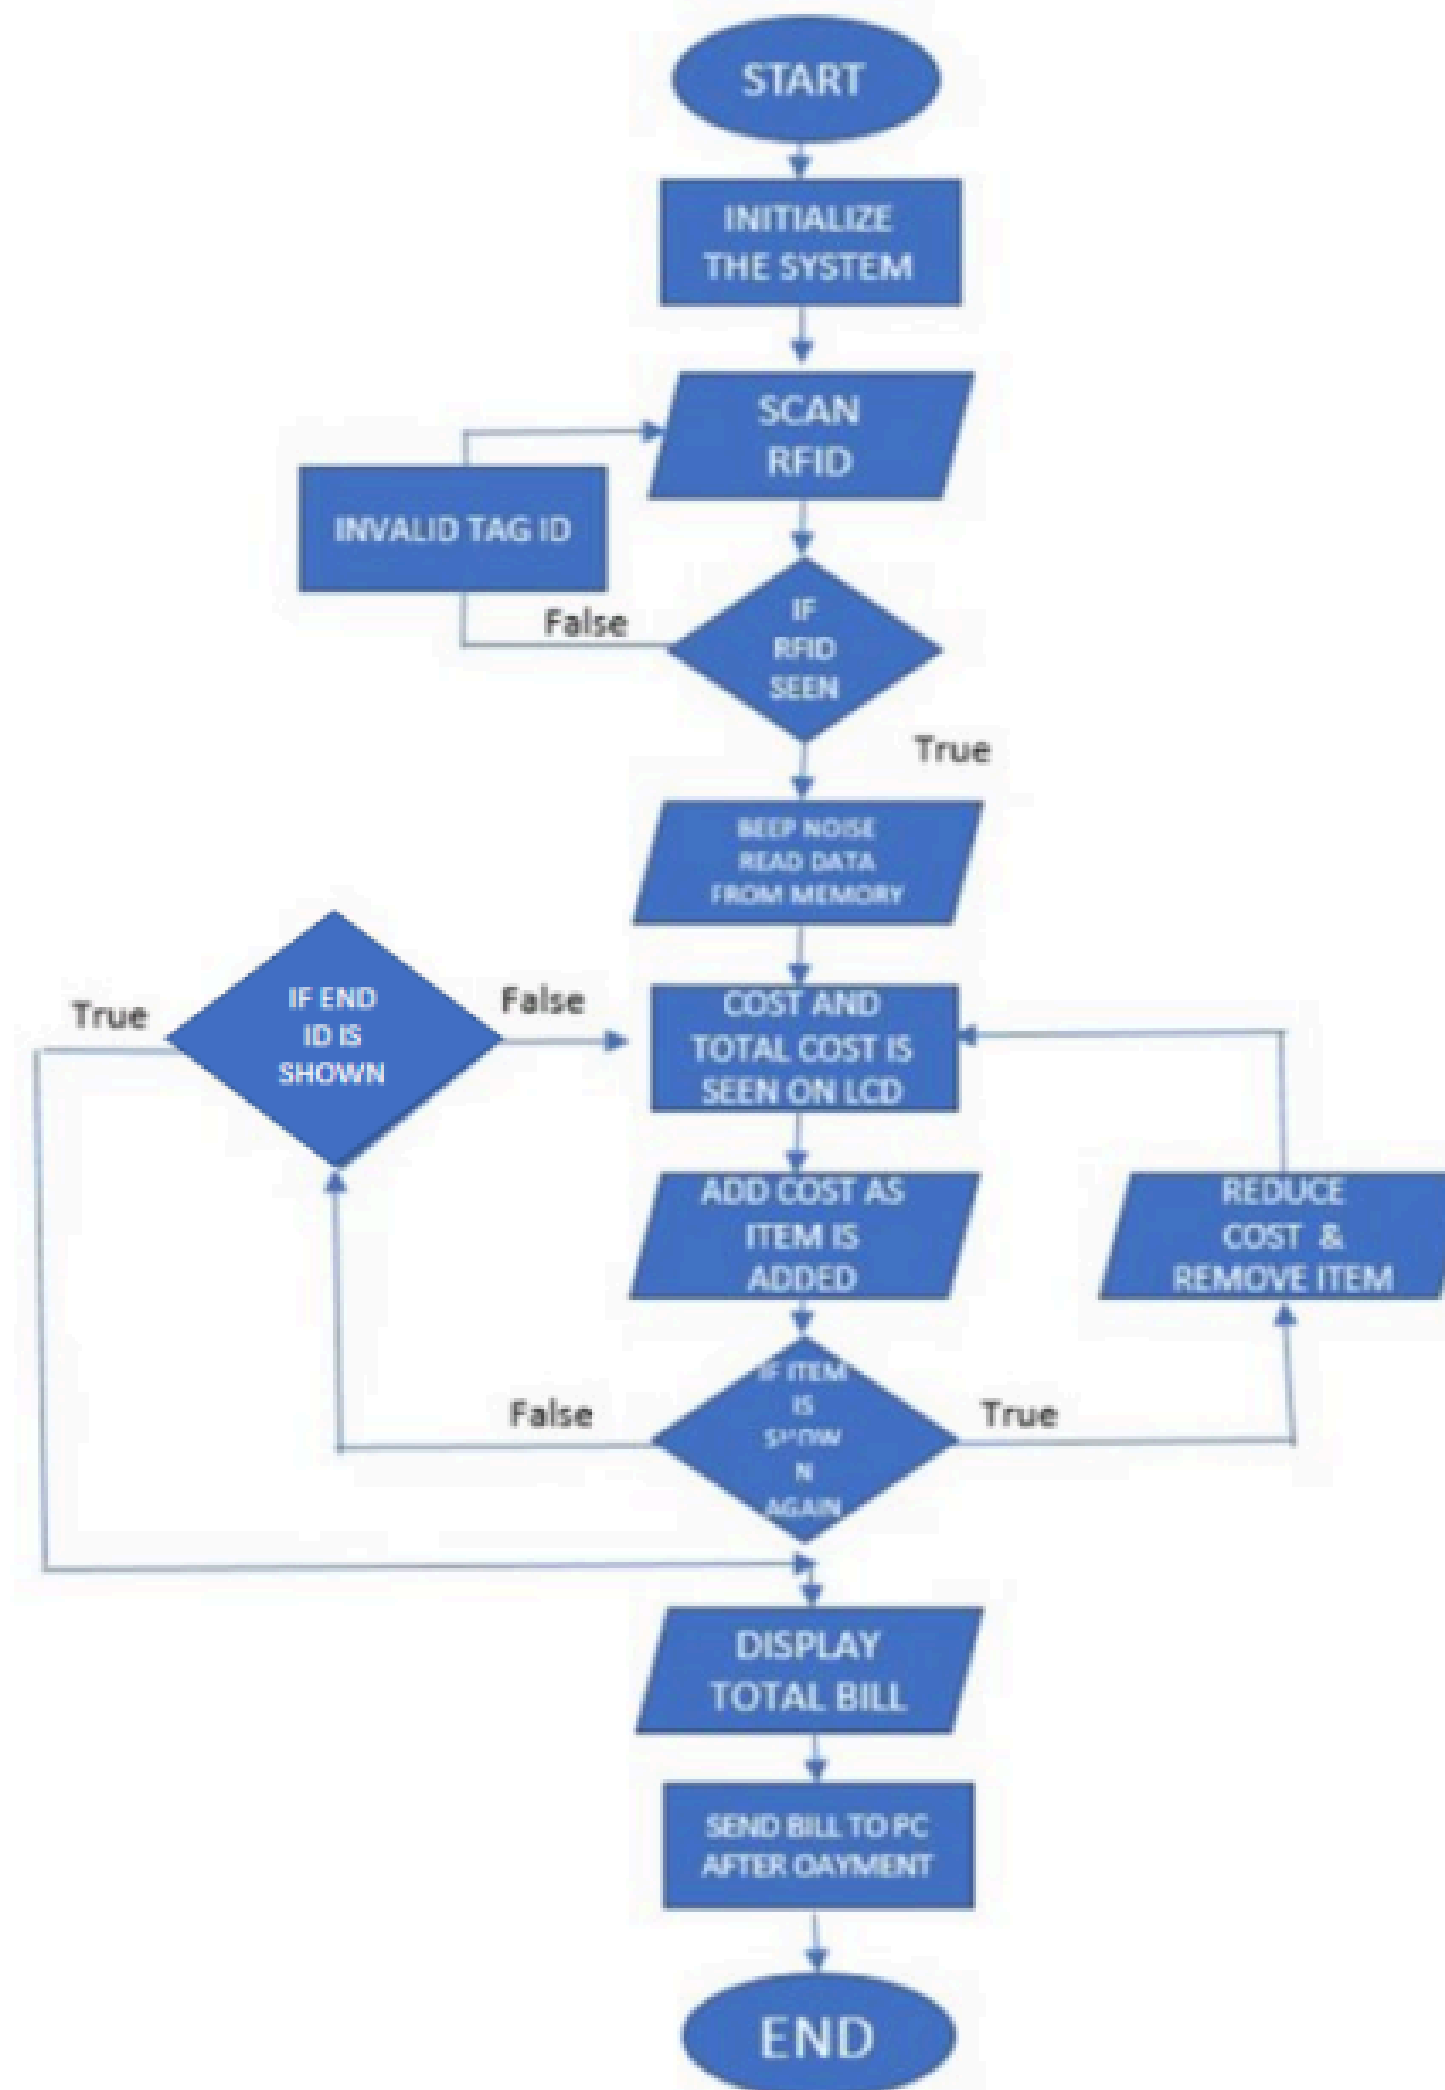 START
INITIALIZE
THE SYSTEM
SCAN
RFID
INVALID TAG ID
False
IF
RFID
SEEN
True
BEEP NOISE
READ DATA
FROM MEMORY
True
IF END
ID IS
SHOWN
False
COST AND
TOTAL COST IS
SEEN ON LCD
ADD COST AS
ITEM IS
ADDED
REDUCE
COST &
REMOVE ITEM
False
IF ITEM
IS
SHOW
N
AGAIN
True
DISPLAY
TOTAL BILL
SEND BILL TO PC
AFTER OAYMENT
END